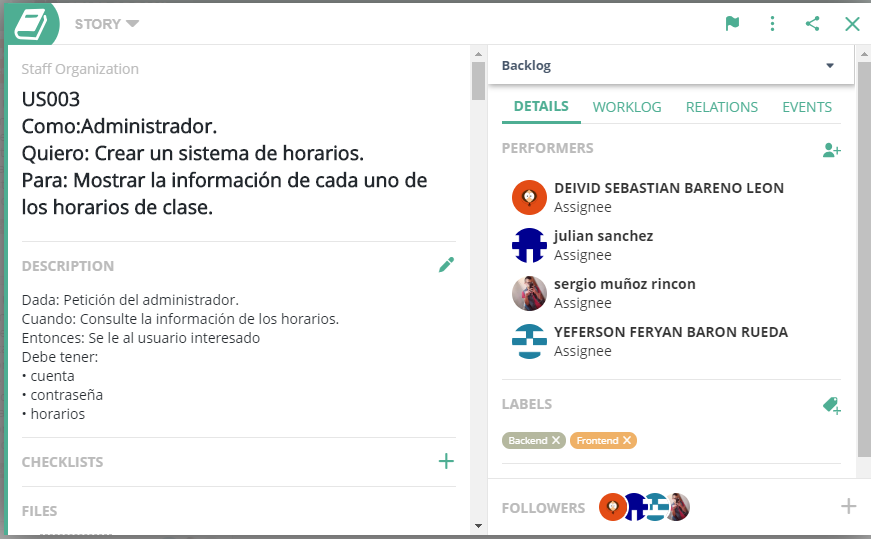 STORY
Staff Organization
US003
Como:Administrador.
Quiero: Crear un sistema de horarios.
Para: Mostrar la información de cada uno de
los horarios de clase.
DESCRIPTION
Dada: Petición del administrador.
Cuando: Consulte la información de los horarios.
Entonces: Se le al usuario interesado
Debe tener:
• cuenta
• contraseña
• horarios
CHECKLISTS
FILES
Backlog
DETAILS WORKLOG RELATIONS EVENTS
PERFORMERS
DEIVID SEBASTIAN BARENO LEON
Assignee
julian sanchez
Assignee
sergio muñoz rincon
Assignee
YEFERSON FERYAN BARON RUEDA
Assignee
LABELS
Backend Frontend
FOLLOWERS